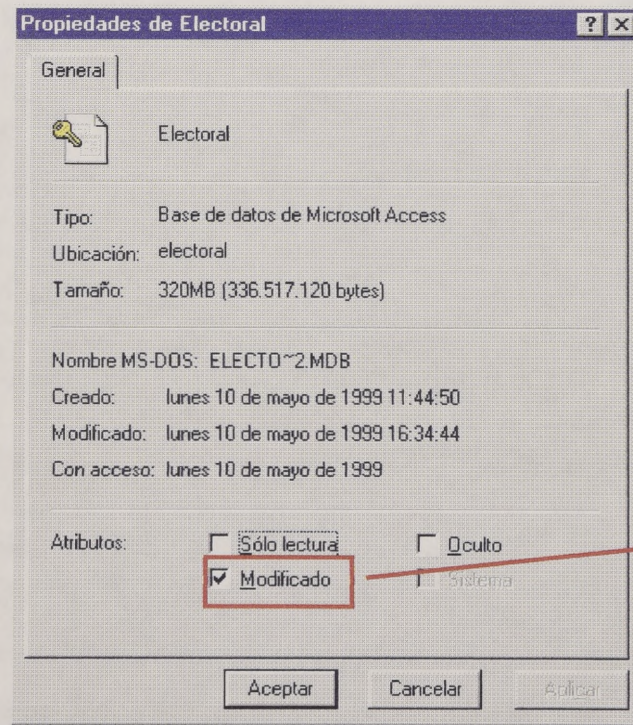 Propiedades de Electoral
General
Electoral
Tipo: Base de datos de Microsoft Access
Ubicación: electoral
Tamaño: 320MB (336.517.120 bytes)
Nombre MS-DOS: ELECTO~2.MDB
Creado: lunes 10 de mayo de 1999 11:44:50
Modificado: lunes 10 de mayo de 1999 16:34:44
Con acceso: lunes 10 de mayo de 1999
Atributos: Sólo lectura Oculto
Modificado Sistema
Aceptar Cancelar Aplicar